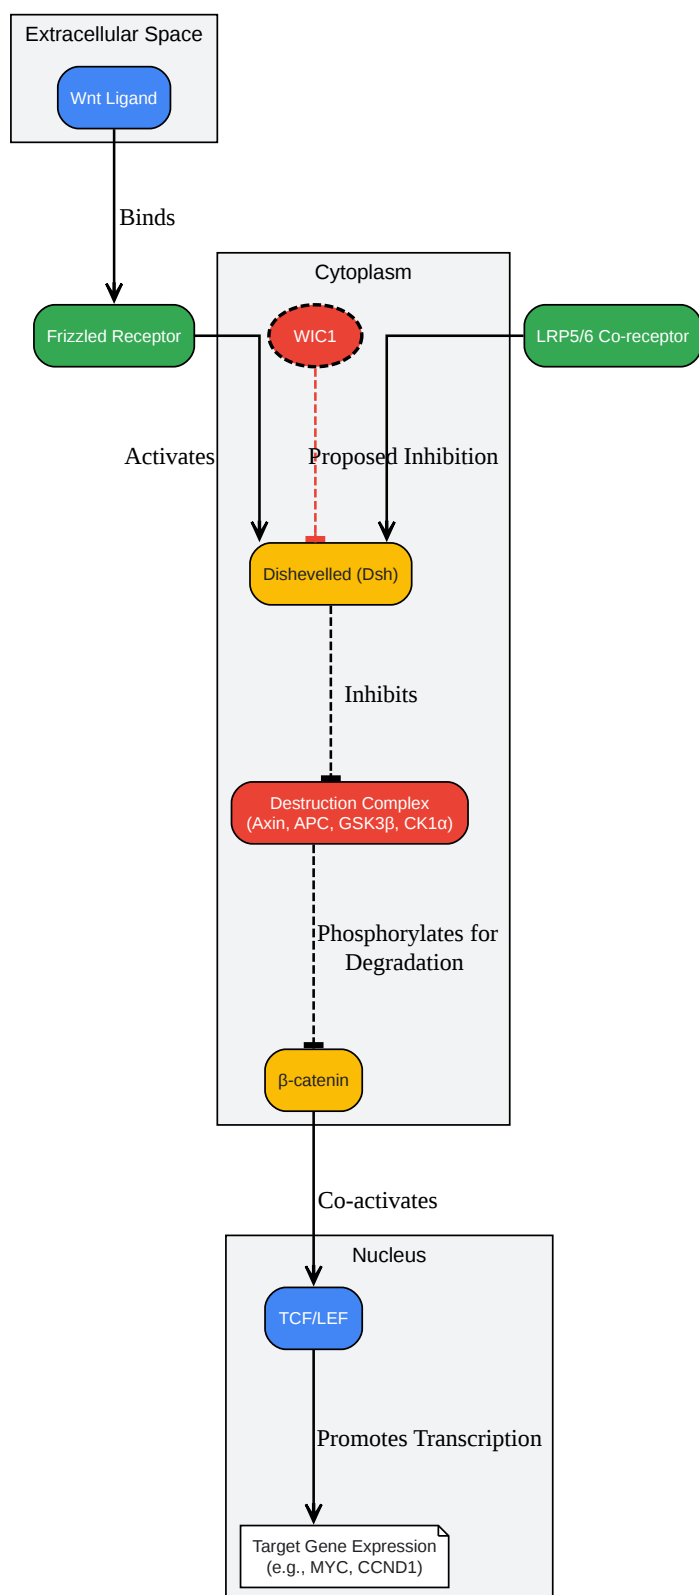 Extracellular Space
Wnt Ligand
Binds
Cytoplasm
Frizzled Receptor
WIC1
LRP5/6 Co-receptor
Activates
Proposed Inhibition
Dishevelled (Dsh)
Inhibits
Destruction Complex
(Axin, APC, GSK3β, CK1α)
Phosphorylates for
Degradation
β-catenin
Co-activates
Nucleus
TCF/LEF
Promotes Transcription
Target Gene Expression
(e.g., MYC, CCND1)